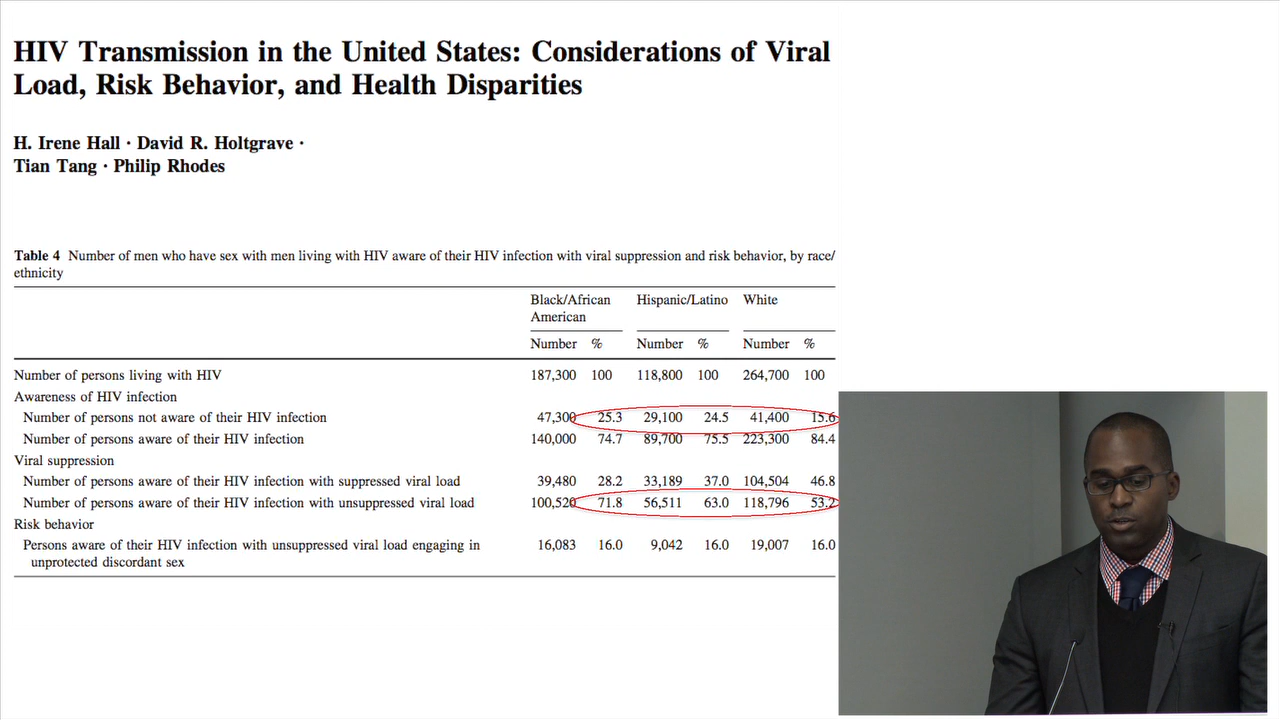 HIV Transmission in the United States: Considerations of Viral
Load, Risk Behavior, and Health Disparities
H. Irene Hall · David R. Holtgrave ·
Tian Tang · Philip Rhodes
Table 4 Number of men who have sex with men living with HIV aware of their HIV infection with viral suppression and risk behavior, by race/
ethnicity
Black/African Hispanic/Latino White
American
Number % Number % Number %
Number of persons living with HIV 187,300 100 118,800 100 264,700 100
Awareness of HIV infection
Number of persons not aware of their HIV infection 47,300 25.3 29,100 24.5 41,400 15.6
Number of persons aware of their HIV infection 140,000 74.7 89,700 75.5 223,300 84.4
Viral suppression
Number of persons aware of their HIV infection with suppressed viral load 39,480 28.2 33,189 37.0 104,504 46.8
Number of persons aware of their HIV infection with unsuppressed viral load 100,520 71.8 56,511 63.0 118,796 53.2
Risk behavior
Persons aware of their HIV infection with unsuppressed viral load engaging in 16,083 16.0 9,042 16.0 19,007 16.0
unprotected discordant sex